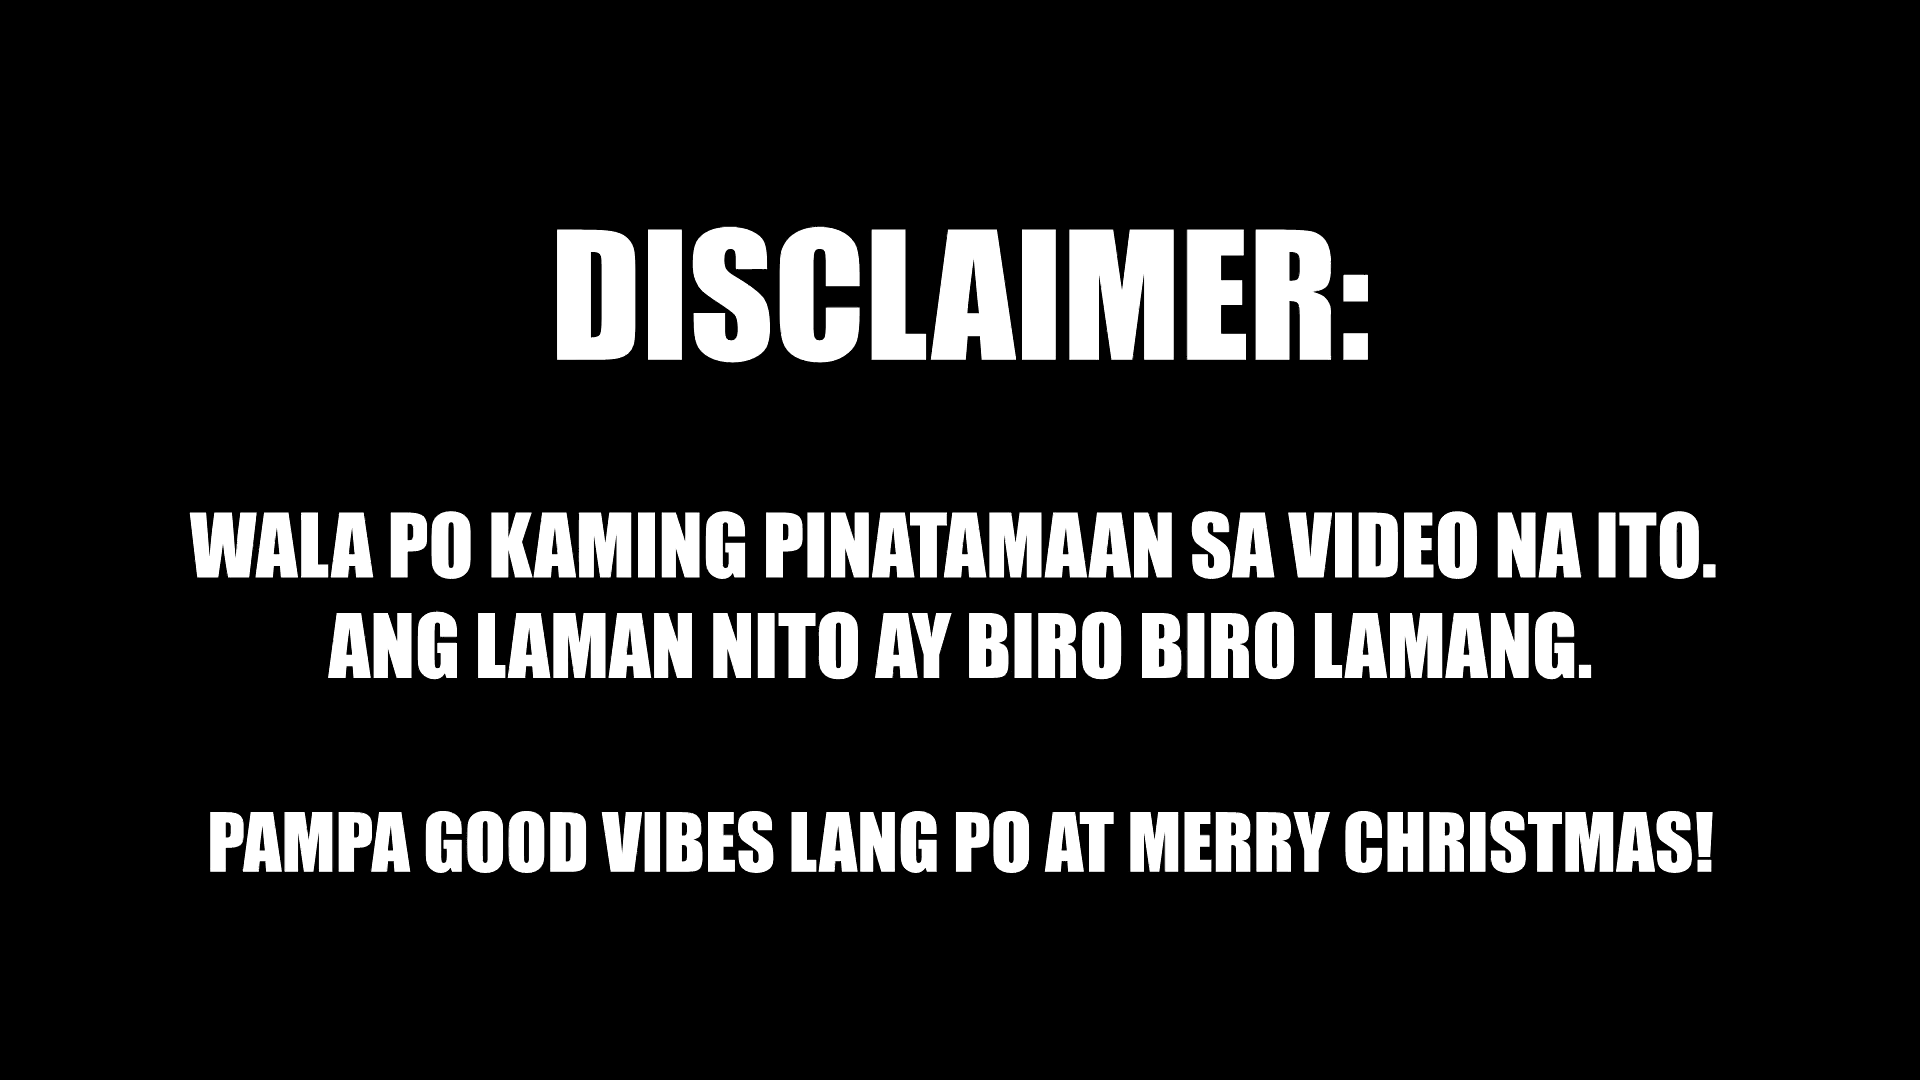 DISCLAIMER:
WALA PO KAMING PINATAMAAN SA VIDEO NA ITO.
ANG LAMAN NITO AY BIRO BIRO LAMANG.
PAMPA GOOD VIBES LANG PO AT MERRY CHRISTMAS!